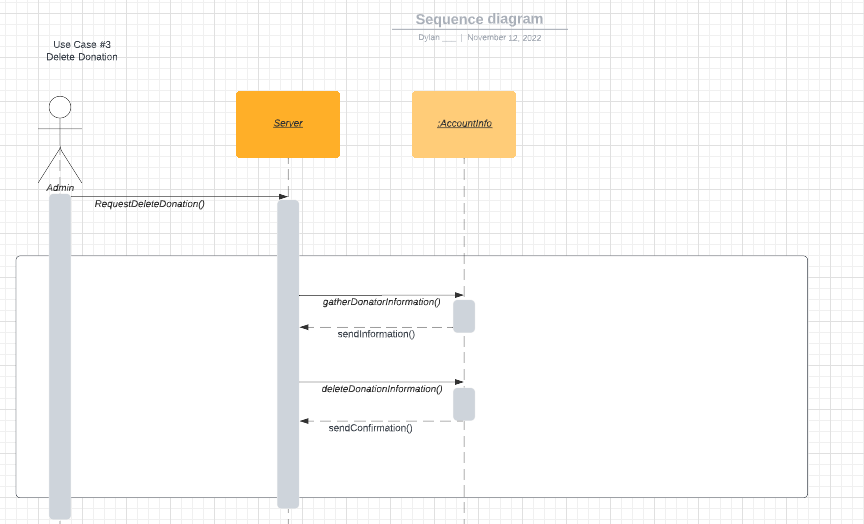 Sequence diagram
Dylan ___ | November 12, 2022
Use Case #3
Delete Donation
Server
:AccountInfo
Admin
RequestDeleteDonation()
gatherDonatorInformation()
sendInformation()
deleteDonationInformation()
sendConfirmation()